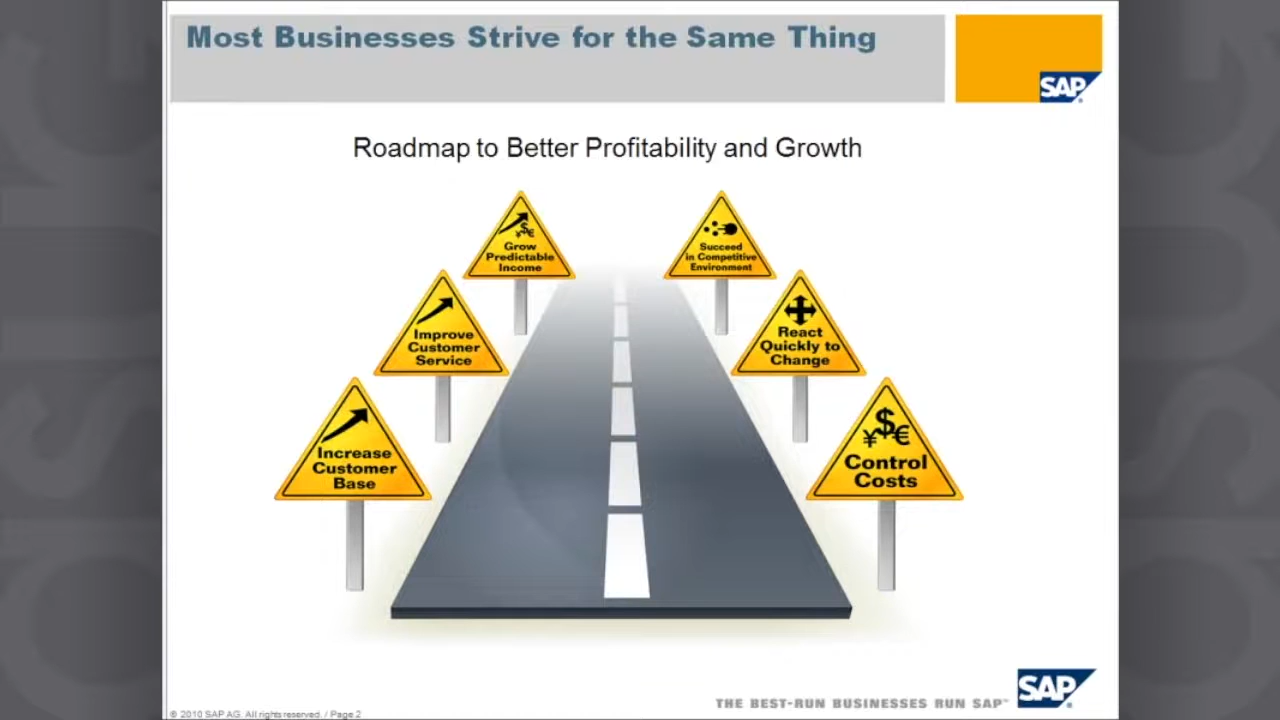 Most Businesses Strive for the Same Thing
SAP
Roadmap to Better Profitability and Growth
¥$€
Grow
Predictable
Income
Succeed
in Competitive
Environment
Improve
Customer
Service
React
Quickly to
Change
Increase
Customer
Base
$
¥ €
Control
Costs
THE BEST-RUN BUSINESSES RUN SAP™
SAP
© 2010 SAP AG. All rights reserved. / Page 2